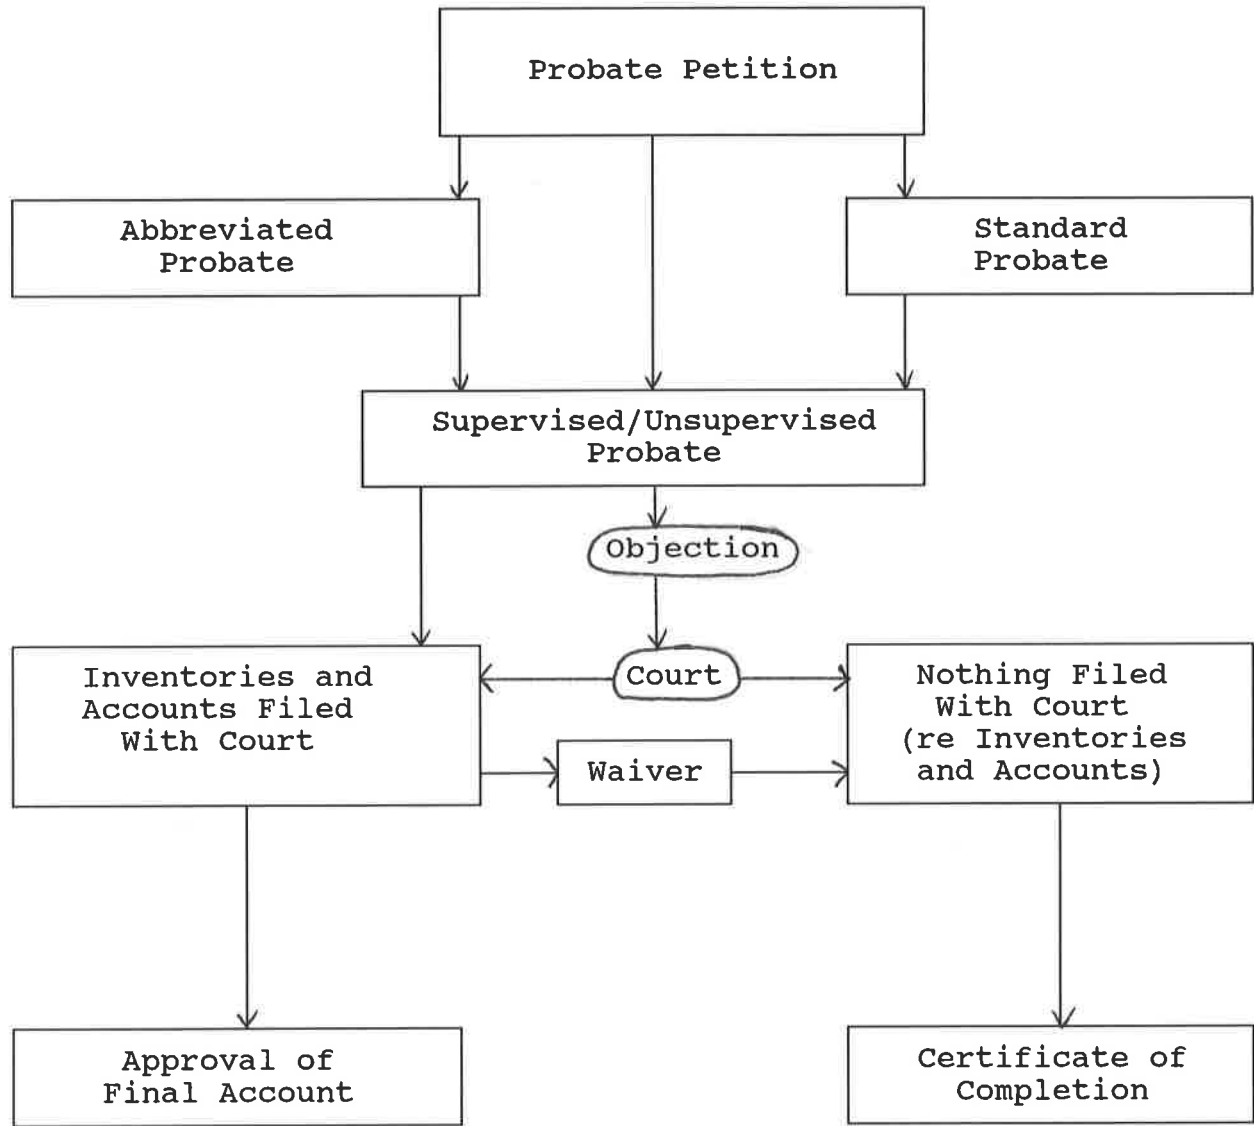 Probate Petition
Abbreviated
Probate
Standard
Probate
Supervised/Unsupervised
Probate
Objection
Inventories and
Accounts Filed
With Court
Court
Nothing Filed
With Court
(re Inventories
and Accounts)
Waiver
Approval of
Final Account
Certificate of
Completion